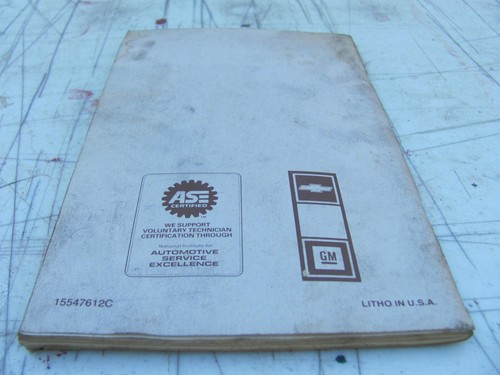 ASE
CERTIFIED
WE SUPPORT
VOLUNTARY TECHNICIAN
CERTIFICATION THROUGH
National Institute for
AUTOMOTIVE
SERVICE
EXCELLENCE
GM
15547612C
LITHO IN U.S.A.